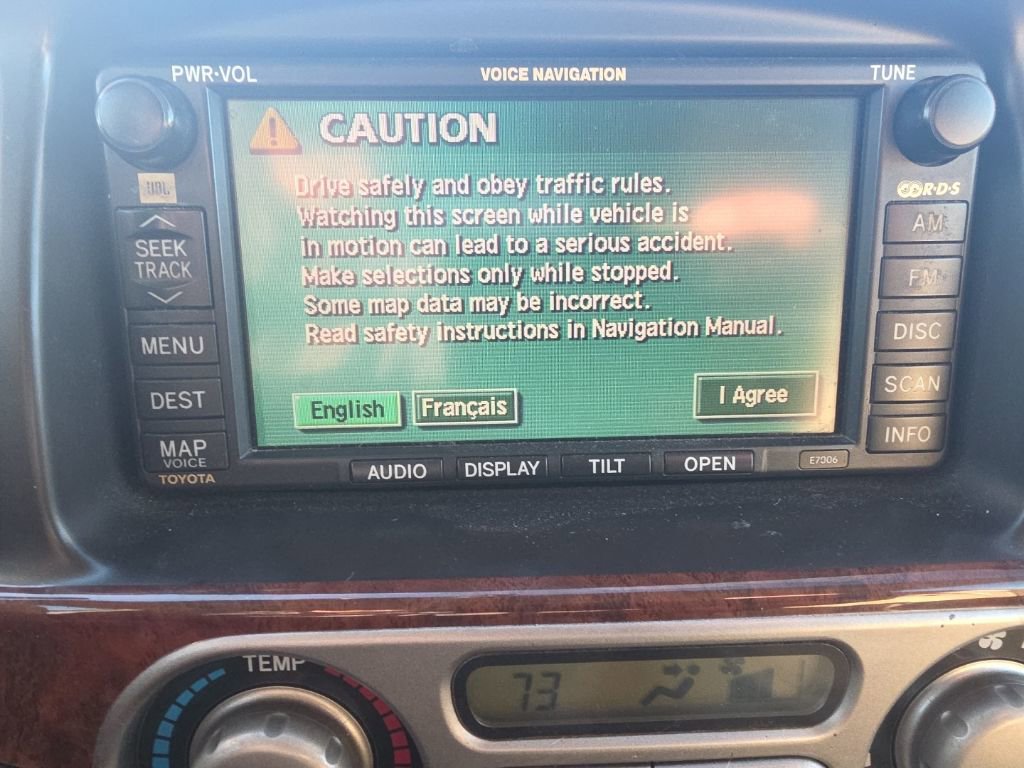 PWR·VOL
VOICE NAVIGATION
TUNE
CAUTION
JBL
R·D·S
Drive safely and obey traffic rules.
Watching this screen while vehicle is
in motion can lead to a serious accident.
Make selections only while stopped.
Some map data may be incorrect.
Read safety instructions in Navigation Manual.
SEEK
TRACK
MENU
DEST
MAP
VOICE
TOYOTA
AM
FM
DISC
SCAN
INFO
English
Français
I Agree
AUDIO
DISPLAY
TILT
OPEN
E7006
TEMP
73